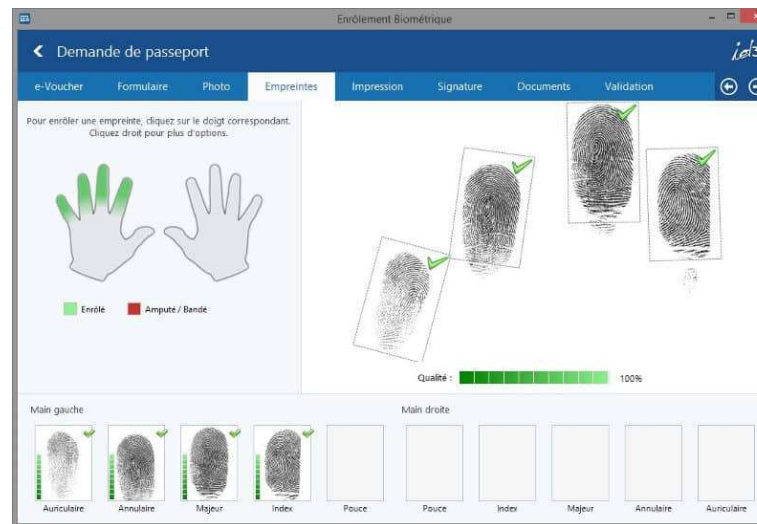 Enrôlement Biométrique
Demande de passeport
id3
e-Voucher Formulaire Photo Empreintes Impression Signature Documents Validation
Pour enrôler une empreinte, cliquez sur le doigt correspondant.
Cliquez droit pour plus d'options.
Enrôlé Amputé / Bandé
Qualité : 100%
Main gauche Main droite
Auriculaire Annulaire Majeur Index Pouce Pouce Index Majeur Annulaire Auriculaire